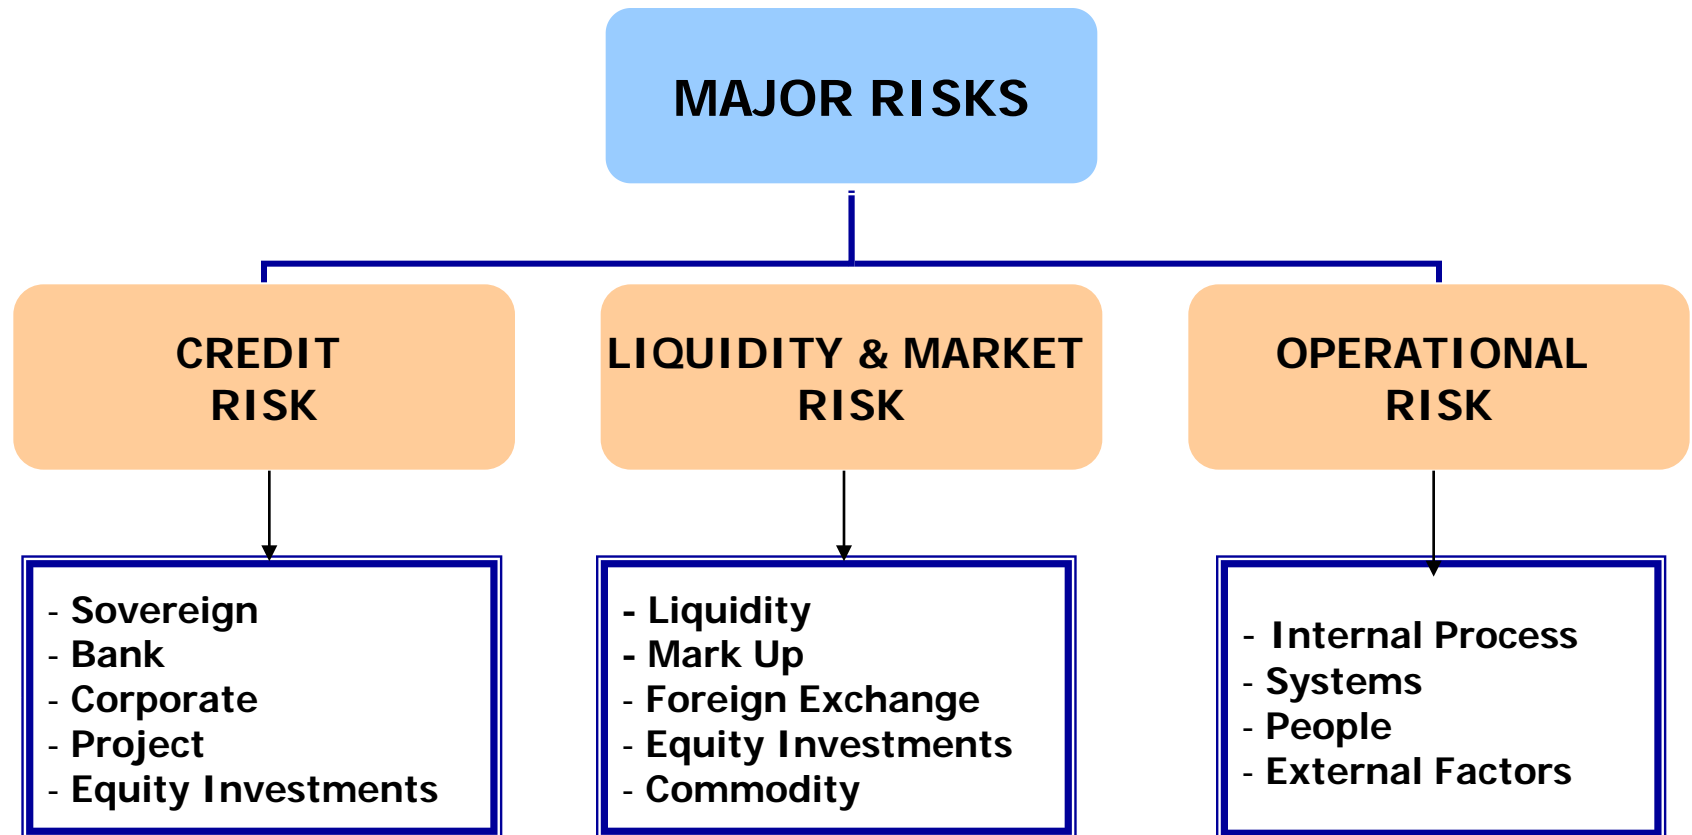 MAJOR RISKS
CREDIT
RISK
LIQUIDITY & MARKET
RISK
OPERATIONAL
RISK
- Sovereign
- Bank
- Corporate
- Project
- Equity Investments
- Liquidity
- Mark Up
- Foreign Exchange
- Equity Investments
- Commodity
- Internal Process
- Systems
- People
- External Factors